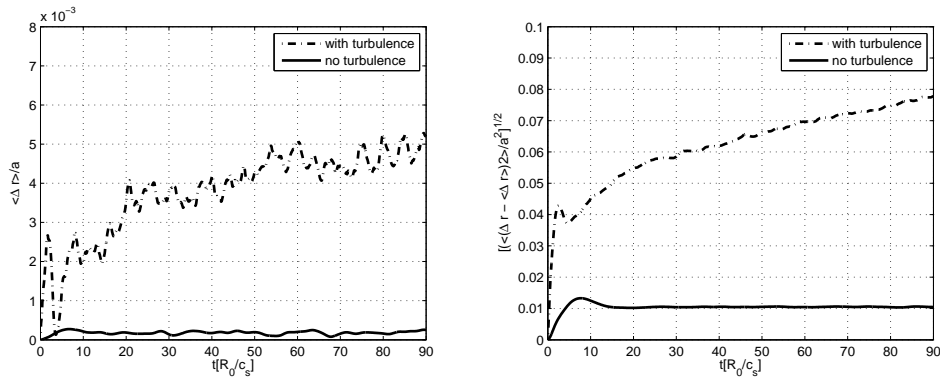 x 10⁻³
8
7
6
5
4
3
2
1
0
<Δ r>/a
0 10 20 30 40 50 60 70 80 90
t[R₀/cₛ]
with turbulence
no turbulence
0.1
0.09
0.08
0.07
0.06
0.05
0.04
0.03
0.02
0.01
0
[(<(Δ r − <Δ r>)2>/a²]^1/2
0 10 20 30 40 50 60 70 80 90
t[R₀/cₛ]
with turbulence
no turbulence